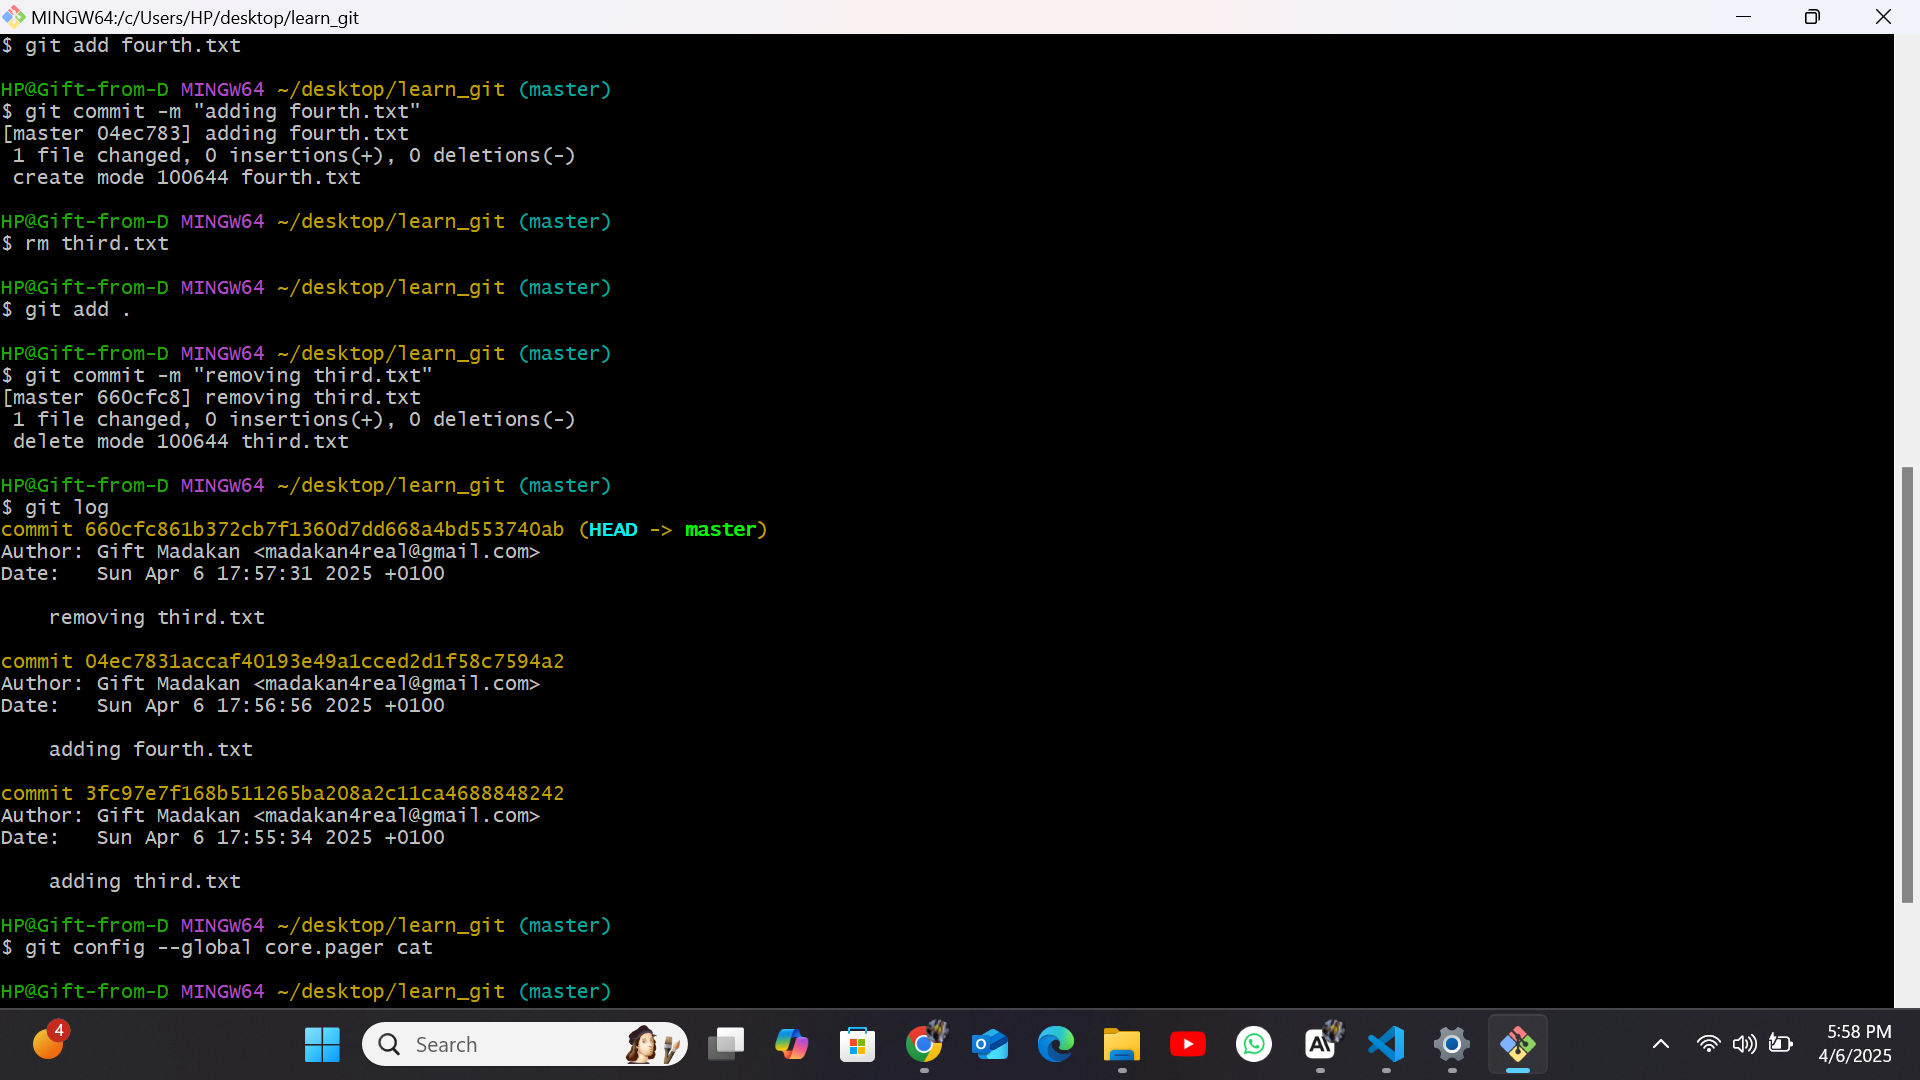 MINGW64:/c/Users/HP/desktop/learn_git
$ git add fourth.txt
HP@Gift-from-D MINGW64 ~/desktop/learn_git (master)
$ git commit -m "adding fourth.txt"
[master 04ec783] adding fourth.txt
1 file changed, 0 insertions(+), 0 deletions(-)
create mode 100644 fourth.txt
HP@Gift-from-D MINGW64 ~/desktop/learn_git (master)
$ rm third.txt
HP@Gift-from-D MINGW64 ~/desktop/learn_git (master)
$ git add .
HP@Gift-from-D MINGW64 ~/desktop/learn_git (master)
$ git commit -m "removing third.txt"
[master 660cfc8] removing third.txt
1 file changed, 0 insertions(+), 0 deletions(-)
delete mode 100644 third.txt
HP@Gift-from-D MINGW64 ~/desktop/learn_git (master)
$ git log
commit 660cfc861b372cb7f1360d7dd668a4bd553740ab (HEAD -> master)
Author: Gift Madakan <madakan4real@gmail.com>
Date:   Sun Apr 6 17:57:31 2025 +0100
removing third.txt
commit 04ec7831accaf40193e49a1cced2d1f58c7594a2
Author: Gift Madakan <madakan4real@gmail.com>
Date:   Sun Apr 6 17:56:56 2025 +0100
adding fourth.txt
commit 3fc97e7f168b511265ba208a2c11ca4688848242
Author: Gift Madakan <madakan4real@gmail.com>
Date:   Sun Apr 6 17:55:34 2025 +0100
adding third.txt
HP@Gift-from-D MINGW64 ~/desktop/learn_git (master)
$ git config --global core.pager cat
HP@Gift-from-D MINGW64 ~/desktop/learn_git (master)
4
Search
AI
5:58 PM
4/6/2025